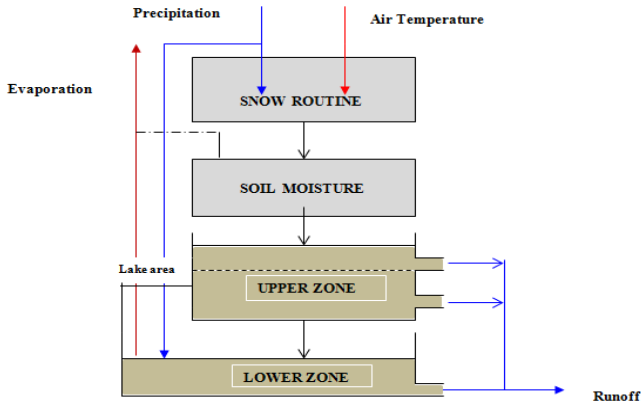 Precipitation
Air Temperature
Evaporation
SNOW ROUTINE
SOIL MOISTURE
Lake area
UPPER ZONE
LOWER ZONE
Runoff